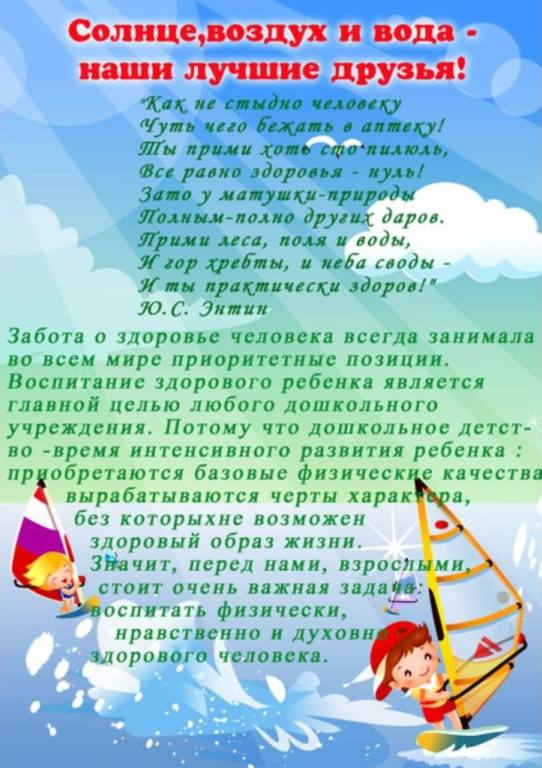 Солнце,воздух и вода -
наши лучшие друзья!
"Как не стыдно человеку
Чуть чего бежать в аптеку!
Ты прими хоть сто пилюль,
Все равно здоровья - нуль!
Зато у матушки-природы
Полным-полно других даров.
Прими леса, поля и воды,
И гор хребты, и неба своды -
И ты практически здоров!"
Ю.С. Энтин
Забота о здоровье человека всегда занимала
во всем мире приоритетные позиции.
Воспитание здорового ребенка является
главной целью любого дошкольного
учреждения. Потому что дошкольное детст-
во -время интенсивного развития ребенка :
приобретаются базовые физические качества
вырабатываются черты характера,
без которыхне возможен
здоровый образ жизни.
Значит, перед нами, взрослыми,
стоит очень важная задача:
воспитать физически,
нравственно и духовно -
здорового человека.